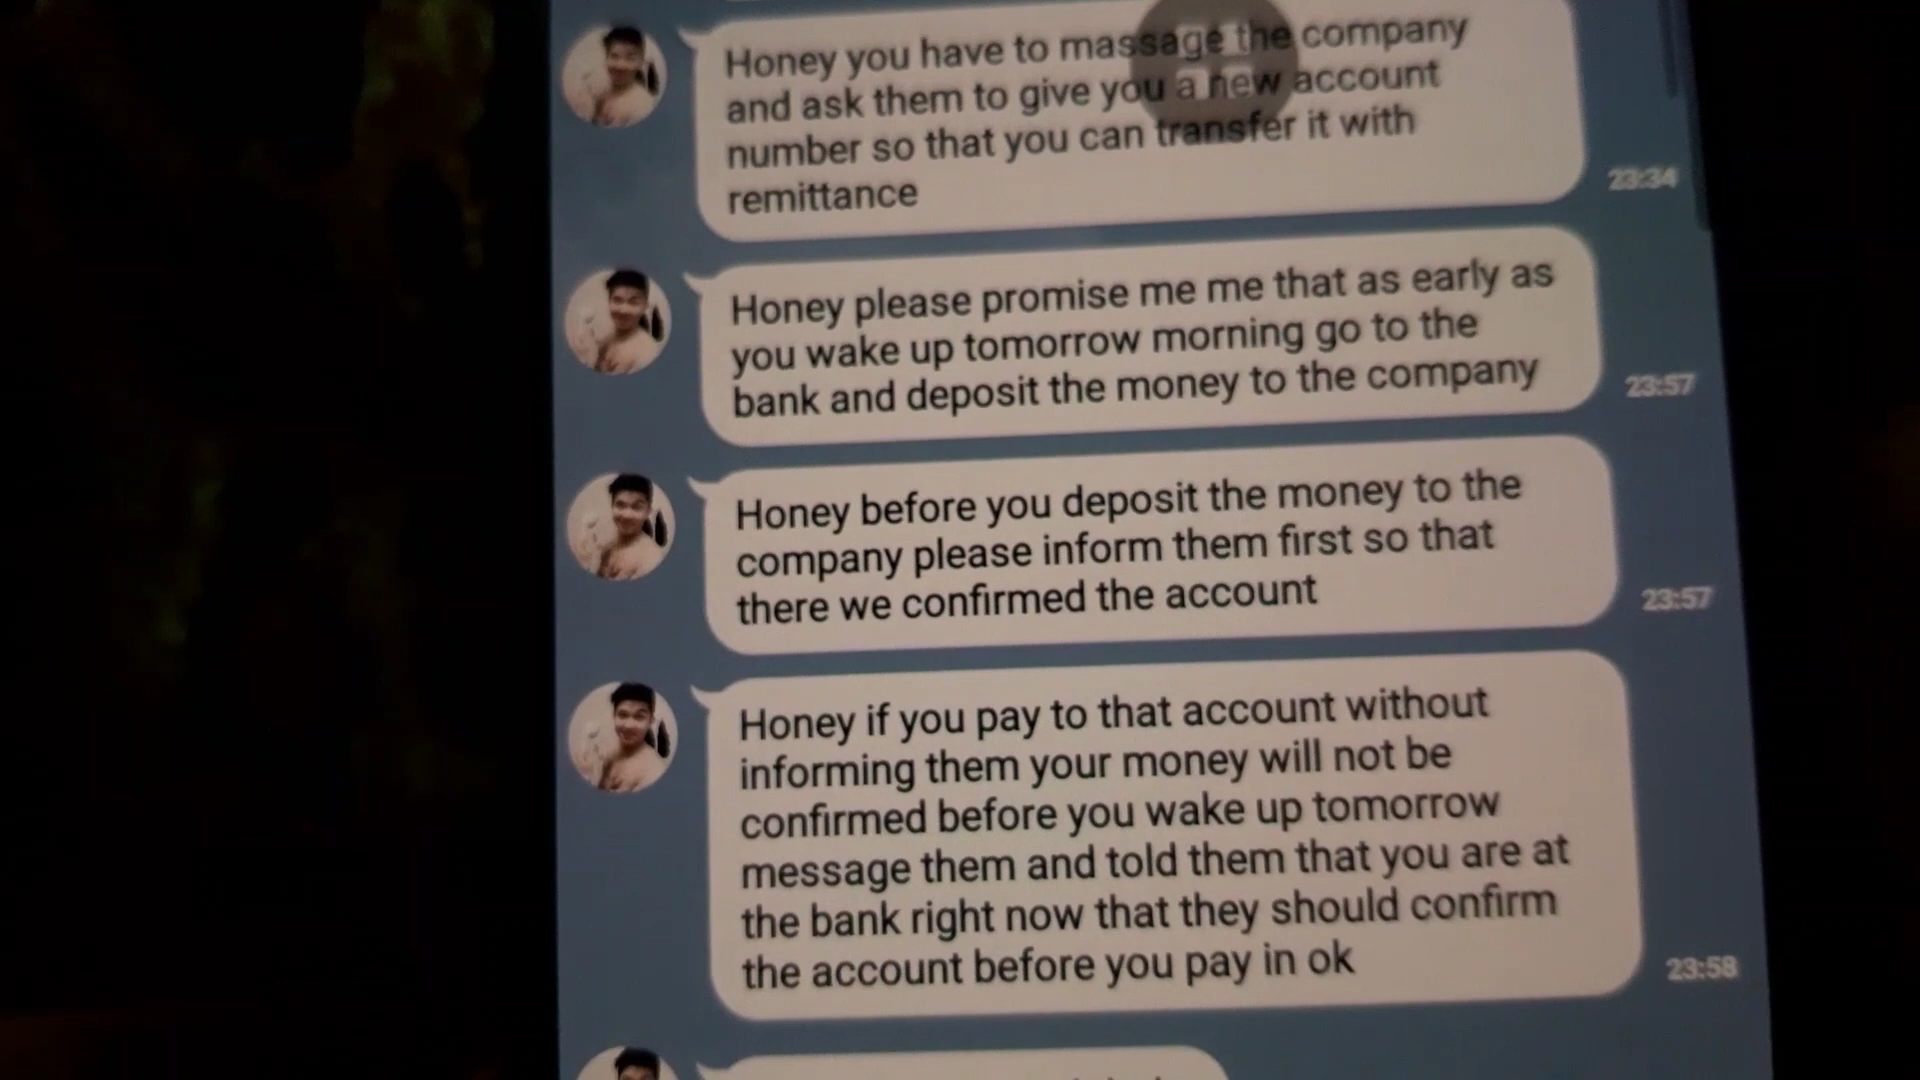 Honey you have to massage the company
and ask them to give you a new account
number so that you can transfer it with
remittance
23:34
Honey please promise me me that as early as
you wake up tomorrow morning go to the
bank and deposit the money to the company
23:57
Honey before you deposit the money to the
company please inform them first so that
there we confirmed the account
23:57
Honey if you pay to that account without
informing them your money will not be
confirmed before you wake up tomorrow
message them and told them that you are at
the bank right now that they should confirm
the account before you pay in ok
23:58